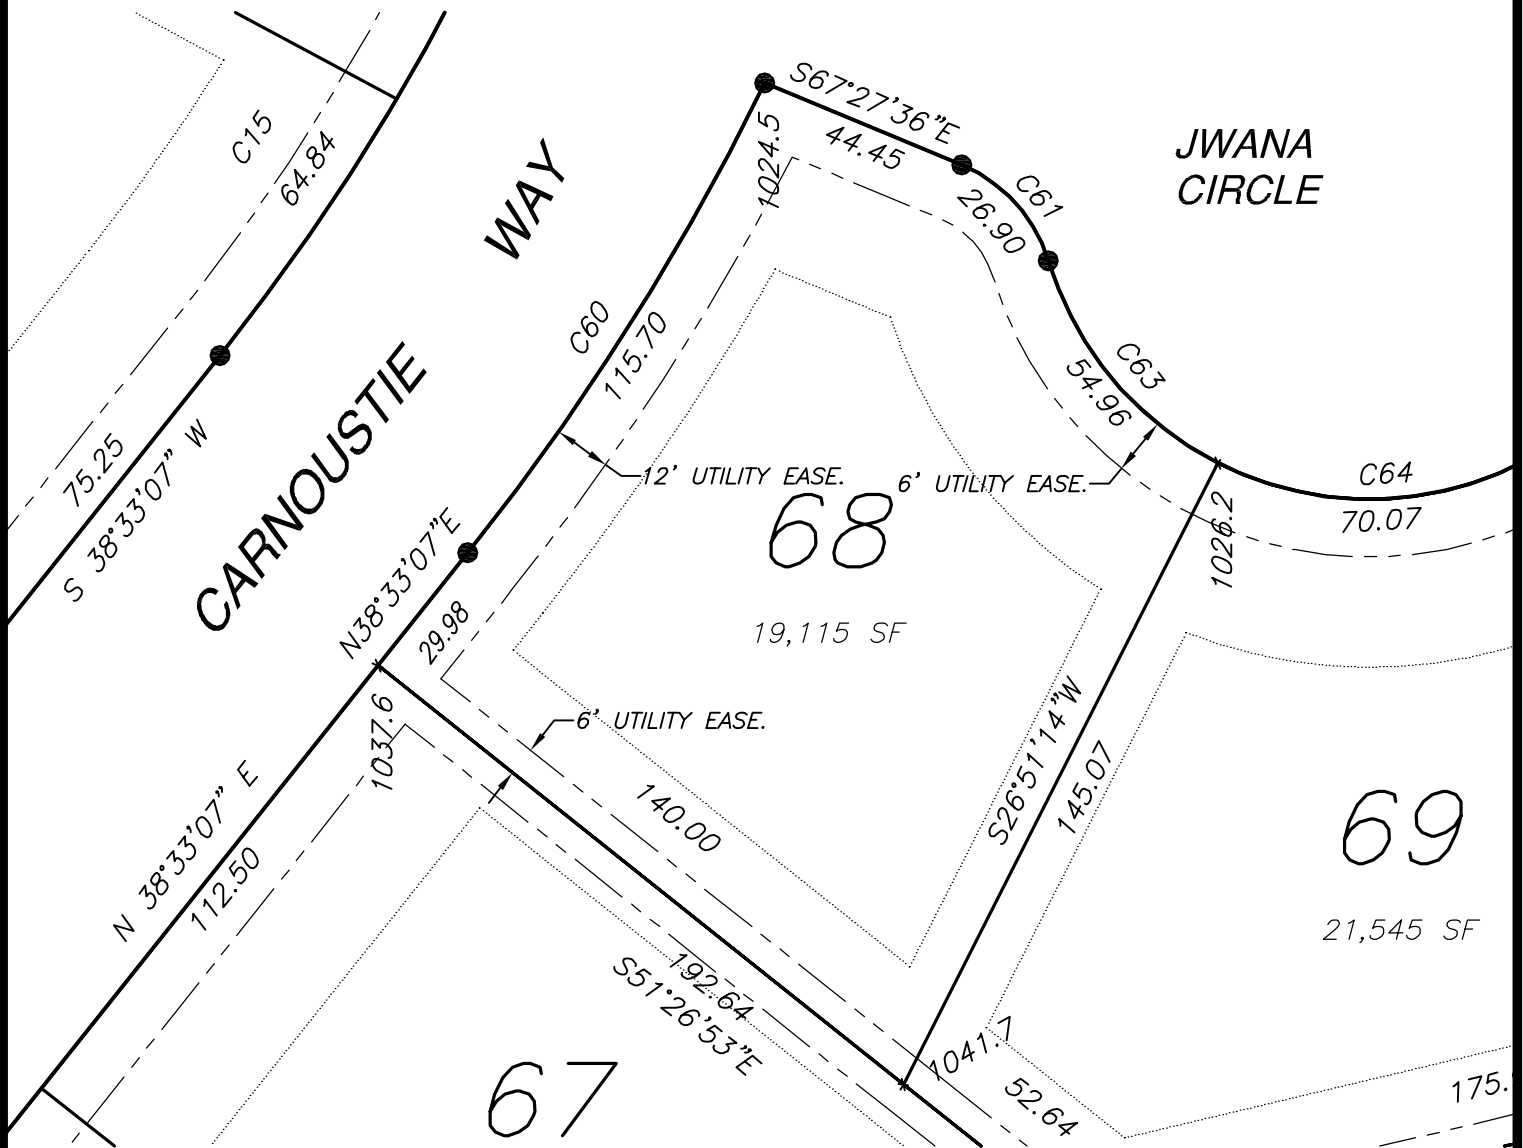 S67°27'36"E
44.45
JWANA
CIRCLE
C15
64.84
1024.5
C61
26.90
WAY
C60
115.70
C63
54.96
CARNOUSTIE
75.25
S 38°33'07" W
12' UTILITY EASE.
6' UTILITY EASE.
C64
70.07
68
1026.2
N38°33'07"E
29.98
19,115 SF
6' UTILITY EASE.
1037.6
S26°51'14"W
145.07
N 38°33'07" E
112.50
140.00
69
21,545 SF
192.64
S51°26'53"E
1041.7
52.64
175.
67